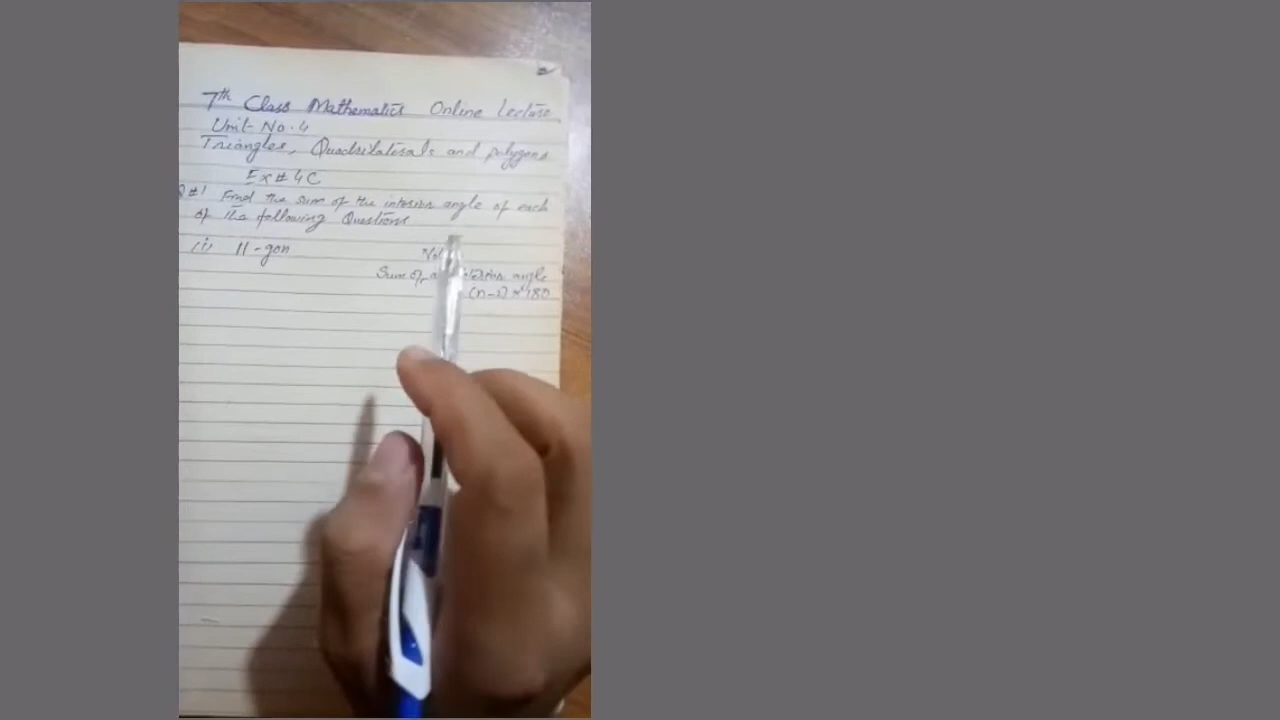 7th Class Mathematics Online Lecture
Unit No. 4
Triangles, Quadrilaterals and polygons
Ex # 4C
Q#1 Find the sum of the interior angle of each
of the following Questions
(i) 11-gon
Sum of angle
(n-2)×180